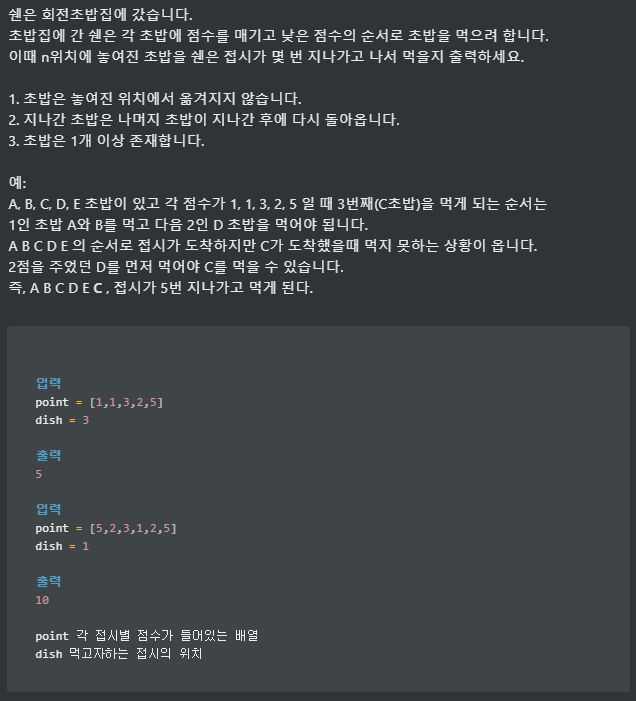 쉔은 회전초밥집에 갔습니다.
초밥집에 간 쉔은 각 초밥에 점수를 매기고 낮은 점수의 순서로 초밥을 먹으려 합니다.
이때 n위치에 놓여진 초밥을 쉔은 접시가 몇 번 지나가고 나서 먹을지 출력하세요.
1. 초밥은 놓여진 위치에서 옮겨지지 않습니다.
2. 지나간 초밥은 나머지 초밥이 지나간 후에 다시 돌아옵니다.
3. 초밥은 1개 이상 존재합니다.
예:
A, B, C, D, E 초밥이 있고 각 점수가 1, 1, 3, 2, 5 일 때 3번째(C초밥)을 먹게 되는 순서는
1인 초밥 A와 B를 먹고 다음 2인 D 초밥을 먹어야 됩니다.
A B C D E 의 순서로 접시가 도착하지만 C가 도착했을때 먹지 못하는 상황이 옵니다.
2점을 주었던 D를 먼저 먹어야 C를 먹을 수 있습니다.
즉, A B C D E C , 접시가 5번 지나가고 먹게 된다.
입력
point = [1,1,3,2,5]
dish = 3
출력
5
입력
point = [5,2,3,1,2,5]
dish = 1
출력
10
point 각 접시별 점수가 들어있는 배열
dish 먹고자하는 접시의 위치